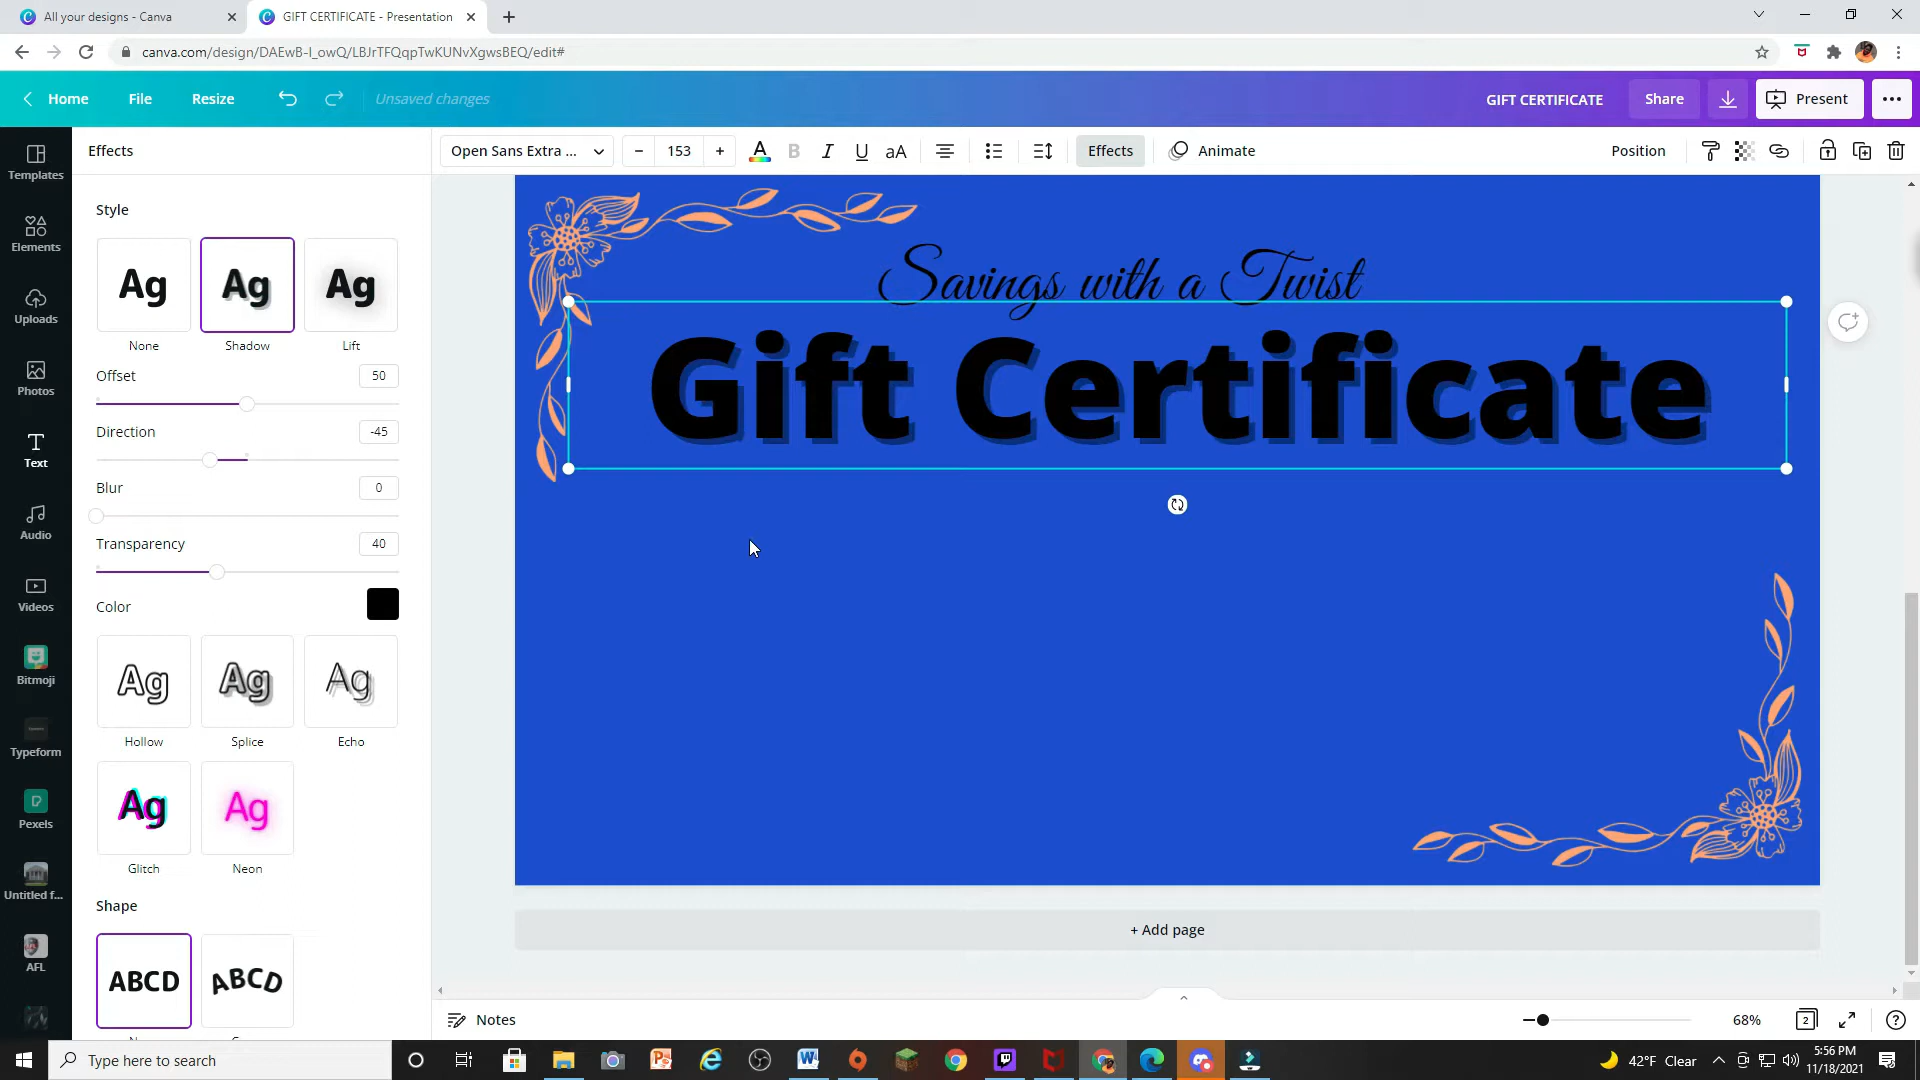 All your designs - Canva
GIFT CERTIFICATE - Presentation
canva.com/design/DAEwB-I_owQ/LBJrTFQqpTwKUNvXgwsBEQ/edit#
Home File Resize Unsaved changes GIFT CERTIFICATE Share Present
Effects
Open Sans Extra ... 153 A B I U aA Effects Animate Position
Templates
Elements
Uploads
Photos
Text
Audio
Videos
Bitmoji
Typeform
Pexels
Untitled f...
AFL
Style
Ag Ag Ag
None Shadow Lift
Offset 50
Direction -45
Blur 0
Transparency 40
Color
Ag Ag Ag
Hollow Splice Echo
Ag Ag
Glitch Neon
Shape
ABCD ABCD
Savings with a Twist
Gift Certificate
+ Add page
Notes 68% 2
Type here to search
42°F Clear
5:56 PM
11/18/2021